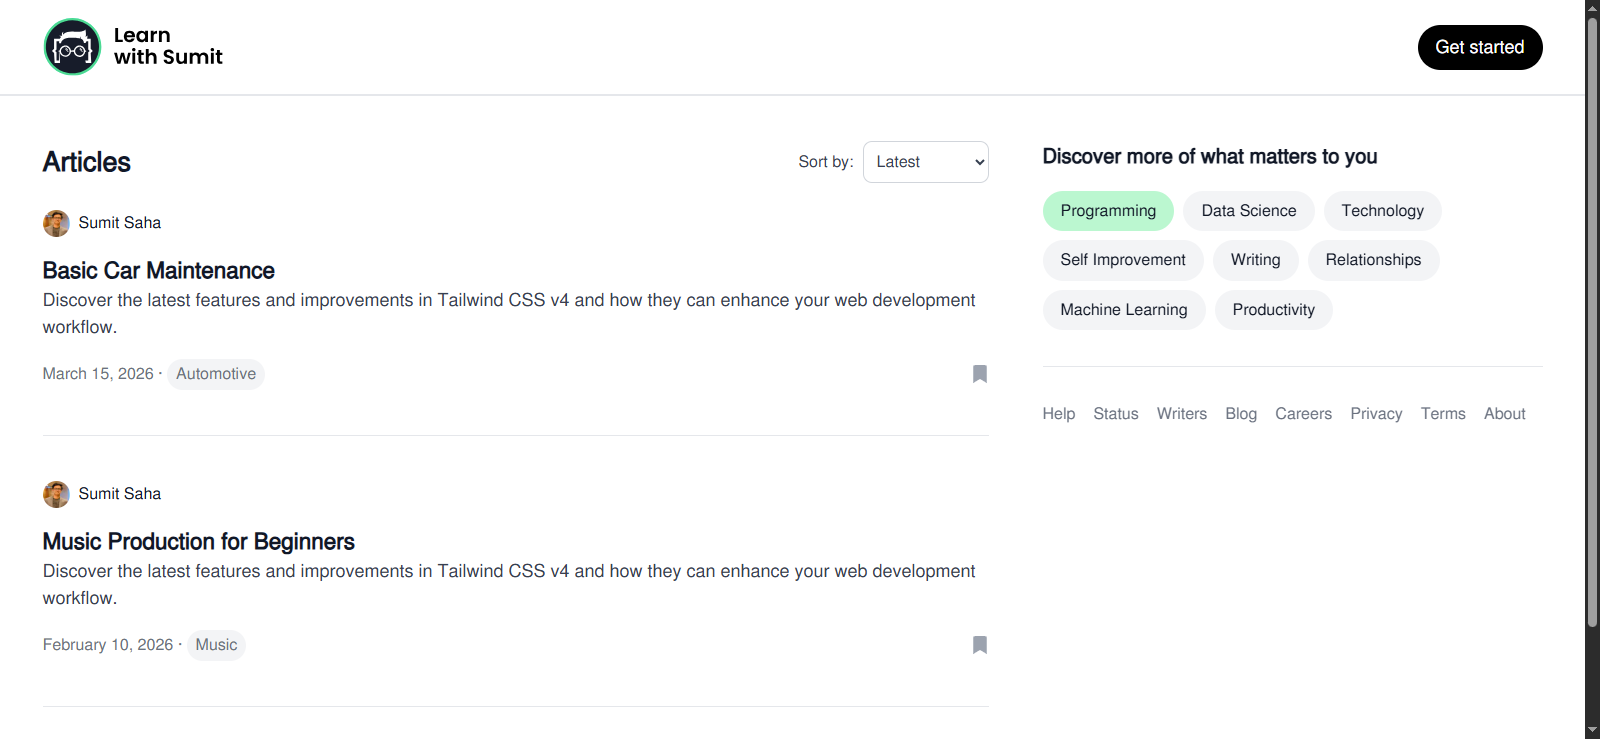 Learn
with Sumit
Get started
Articles
Sort by: Latest
Sumit Saha
Basic Car Maintenance
Discover the latest features and improvements in Tailwind CSS v4 and how they can enhance your web development
workflow.
March 15, 2026 · Automotive
Sumit Saha
Music Production for Beginners
Discover the latest features and improvements in Tailwind CSS v4 and how they can enhance your web development
workflow.
February 10, 2026 · Music
Discover more of what matters to you
Programming Data Science Technology
Self Improvement Writing Relationships
Machine Learning Productivity
Help Status Writers Blog Careers Privacy Terms About